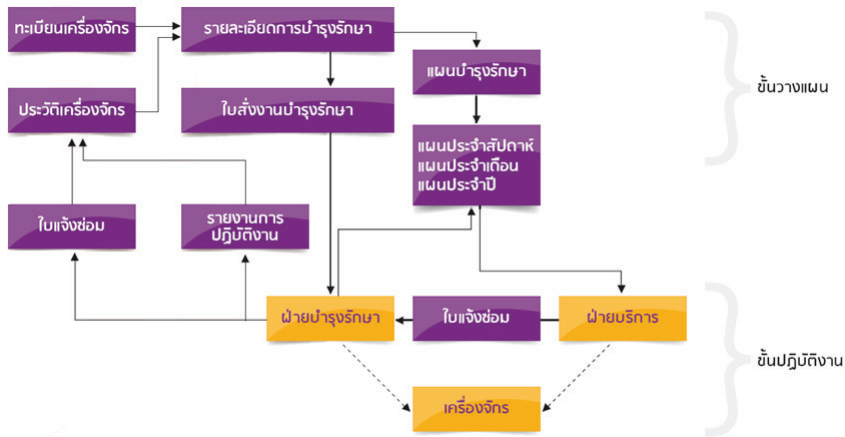 ทะเบียนเครื่องจักร
รายละเอียดการบำรุงรักษา
แผนบำรุงรักษา
ขั้นวางแผน
ประวัติเครื่องจักร
ใบสั่งงานบำรุงรักษา
แผนประจำสัปดาห์
แผนประจำเดือน
แผนประจำปี
ใบแจ้งซ่อม
รายงานการ
ปฏิบัติงาน
ฝ่ายบำรุงรักษา
ใบแจ้งซ่อม
ฝ่ายบริการ
ขั้นปฏิบัติงาน
เครื่องจักร